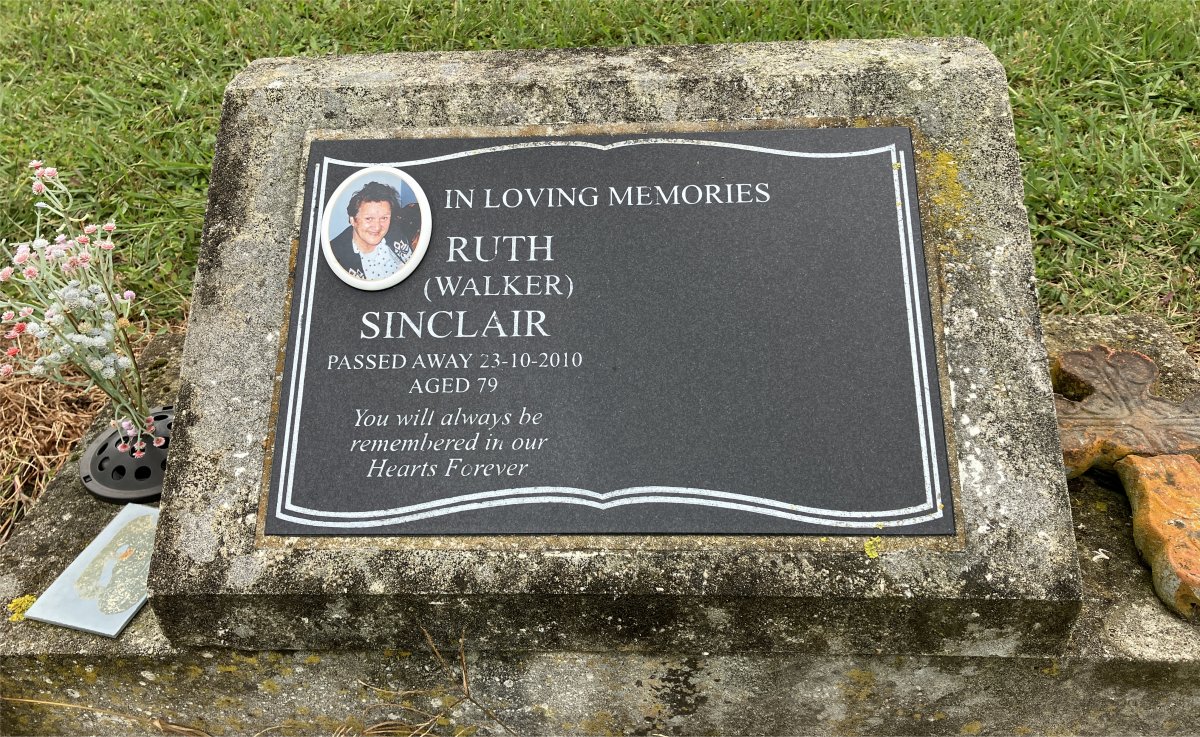 IN LOVING MEMORIES
RUTH
(WALKER)
SINCLAIR
PASSED AWAY 23-10-2010
AGED 79
You will always be
remembered in our
Hearts Forever